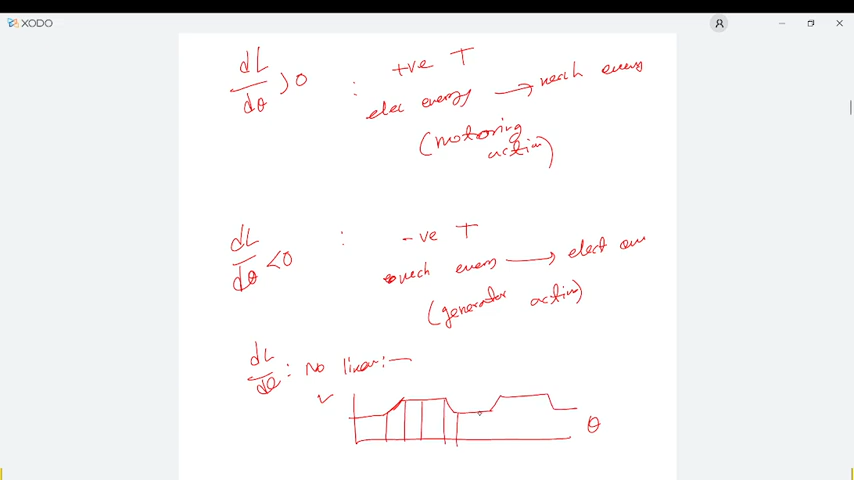 XODO
dL/dθ > 0 : +ve T
elec energy → mech energy
(motoring
action)
dL/dθ < 0 : -ve T
mech energy → elect
(generator action)
dL/dθ : No linear:—
θ